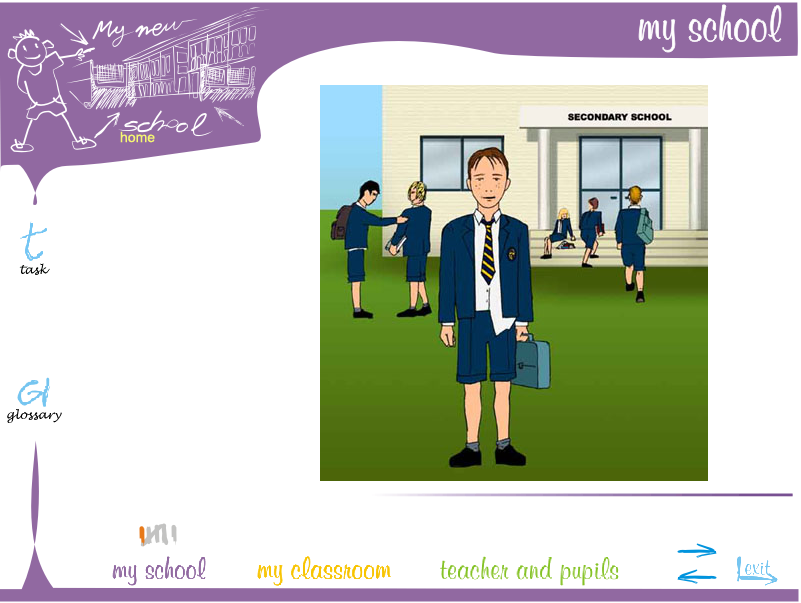 My new
school
home
my school
SECONDARY SCHOOL
task
glossary
my school
my classroom
teacher and pupils
exit